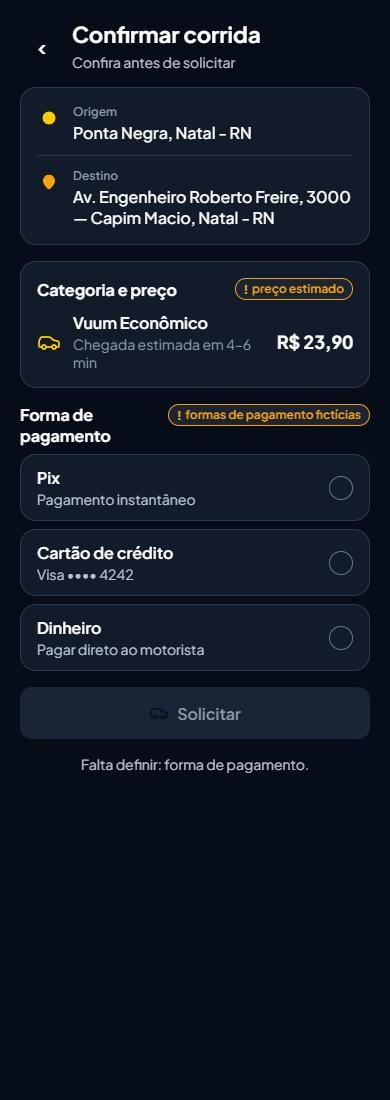 Confirmar corrida
Confira antes de solicitar
Origem
Ponta Negra, Natal - RN
Destino
Av. Engenheiro Roberto Freire, 3000
— Capim Macio, Natal - RN
Categoria e preço
! preço estimado
Vuum Econômico
Chegada estimada em 4–6
min
R$ 23,90
Forma de
pagamento
! formas de pagamento fictícias
Pix
Pagamento instantâneo
Cartão de crédito
Visa •••• 4242
Dinheiro
Pagar direto ao motorista
Solicitar
Falta definir: forma de pagamento.